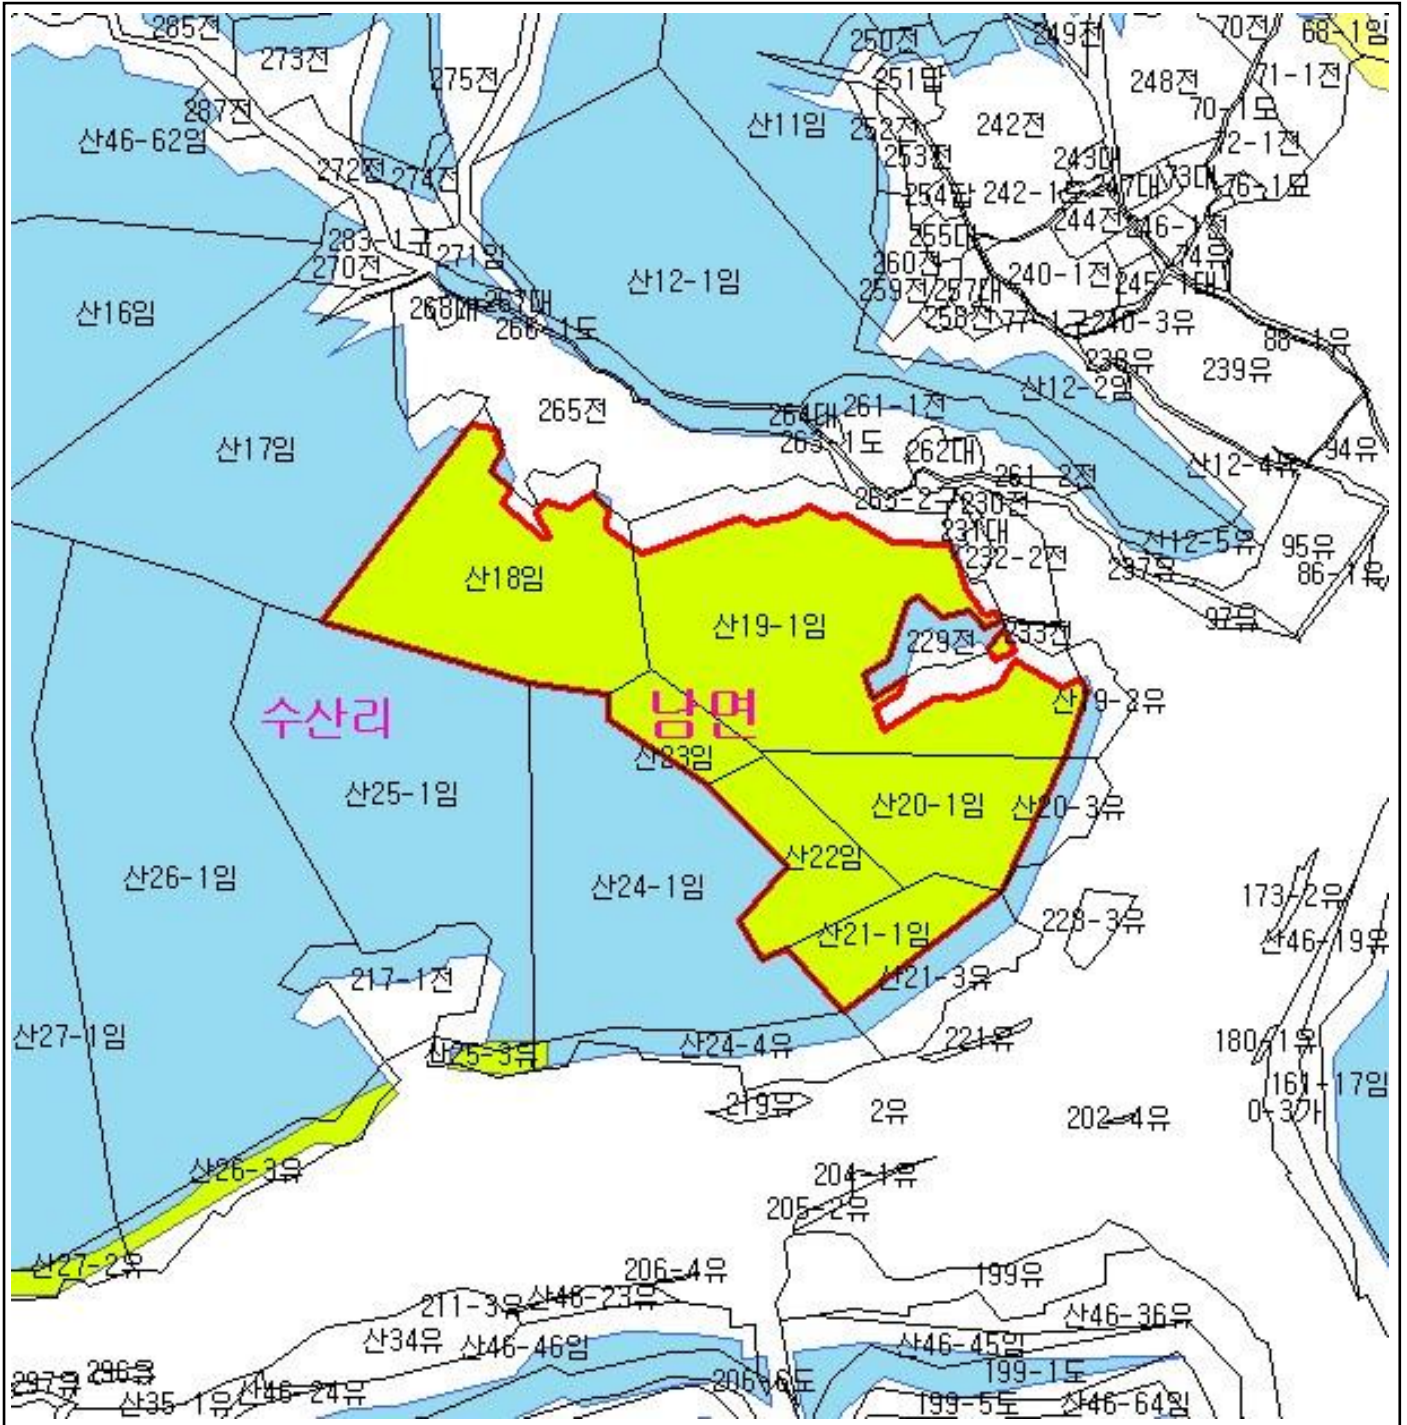 285전
273전
275전
250전
249전
70전
68-1임
251답
248전
71-1전
287전
산46-62임
산11임
252전
242전
70-1도
72-1전
253전
243대
272전
274전
254답
242-1도
247대
73대
76-1묘
244전
246-1전
271임
270전
255대
260전
74유
산12-1임
240-1전
245-1대
산16임
268대
267대
266-1도
259전
257대
258전
240-3유
88-1유
238유
239유
산12-2임
265전
264대
261-1전
산17임
263-1도
262대
94유
261-2전
산12-4유
230전
231대
232-2전
산12-5유
95유
237유
86-1유
산18임
97유
산19-1임
229전
233전
산19-2유
수산리
남면
산23임
산25-1임
산20-1임
산20-3유
산22임
산26-1임
산24-1임
173-2유
228-3유
산21-1임
산46-19유
217-1전
산21-3유
산27-1임
산25-3유
산24-4유
221유
180-1유
161-17임
219유
2유
202-4유
0-3가
산26-3유
204-1유
205-2유
산27-2유
206-4유
199유
211-3유
산46-23유
산46-36유
산34유
산46-46임
산46-45임
296유
199-1도
297유
산35-1유
산46-24유
206-6도
199-5도
산46-64임